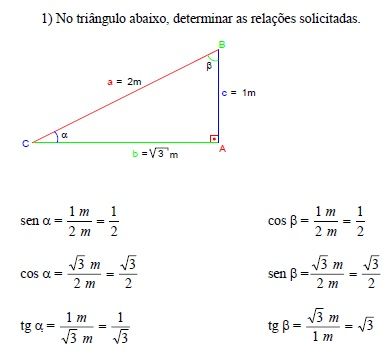 1) No triângulo abaixo, determinar as relações solicitadas.
B
β
a = 2m
c = 1m
C
α
A
b = √3 m
sen α = 1 m / 2 m = 1/2
cos β = 1 m / 2 m = 1/2
cos α = √3 m / 2 m = √3/2
sen β = √3 m / 2 m = √3/2
tg α = 1 m / √3 m = 1/√3
tg β = √3 m / 1 m = √3